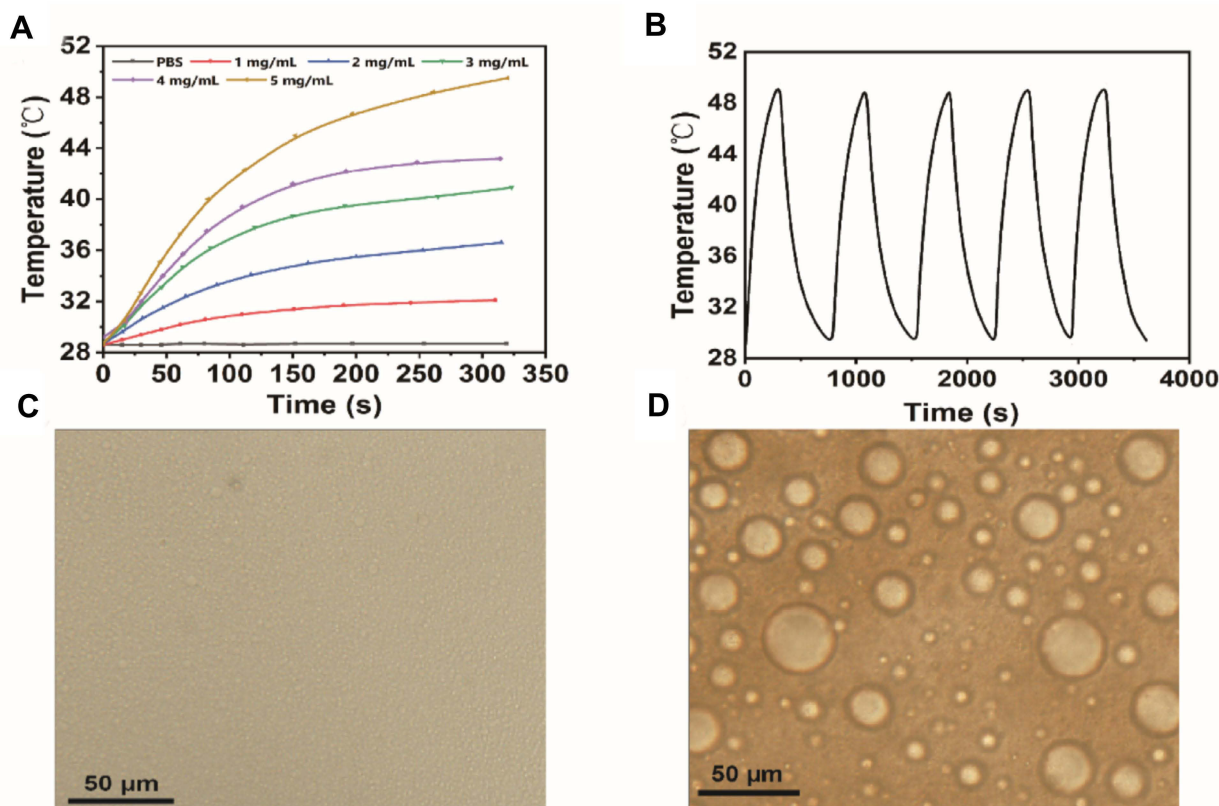 A
52
48
44
40
36
32
28
Temperature (℃)
PBS 1 mg/mL 2 mg/mL 3 mg/mL
4 mg/mL 5 mg/mL
0 50 100 150 200 250 300 350
Time (s)
B
52
48
44
40
36
32
28
Temperature (℃)
0 1000 2000 3000 4000
Time (s)
C
50 μm
D
50 μm